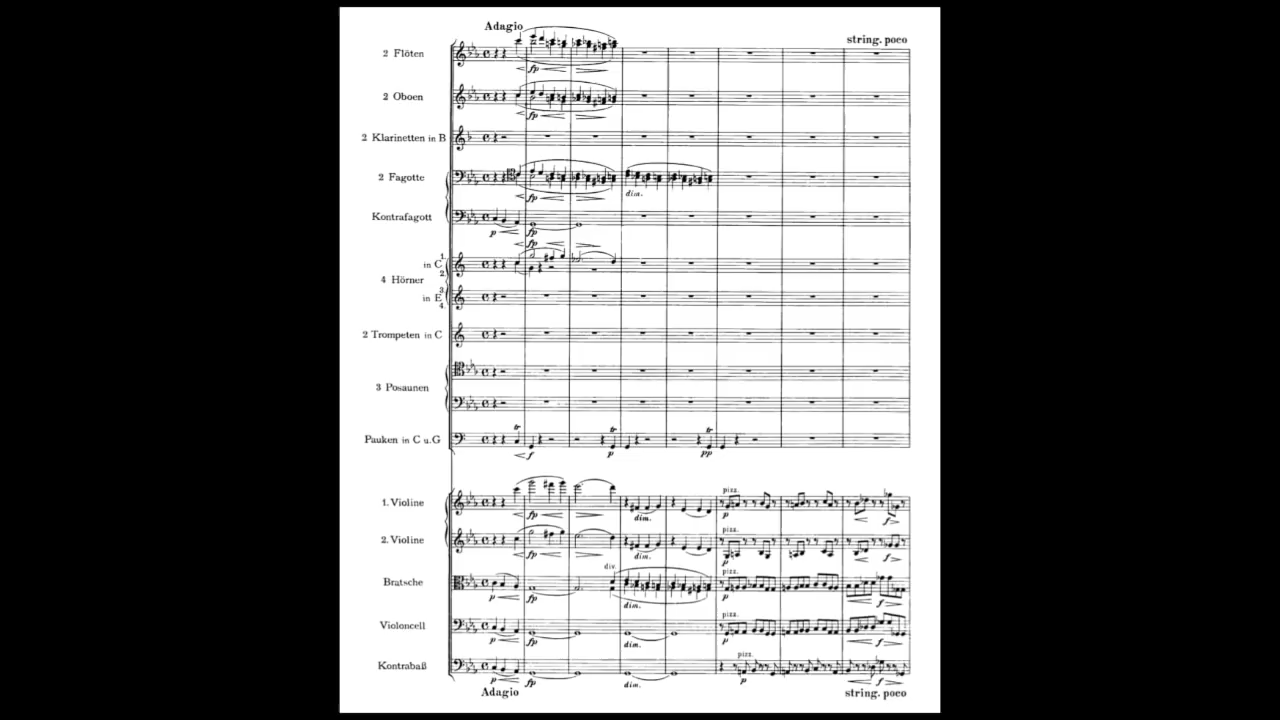 Adagio
string. poco
2 Flöten
fp
2 Oboen
fp
2 Klarinetten in B
2 Fagotte
fp
dim.
Kontrafagott
p
fp
fp
in C
1.
2.
4 Hörner
in E
3.
4.
2 Trompeten in C
3 Posaunen
Pauken in C u.G
tr
tr
tr
f
p
pp
1. Violine
fp
dim.
pizz.
p
f
2. Violine
fp
dim.
pizz.
p
f
Bratsche
p
fp
div.
dim.
pizz.
p
f
Violoncell
p
fp
dim.
pizz.
p
f
Kontrabaß
p
fp
dim.
pizz.
p
f
Adagio
string. poco